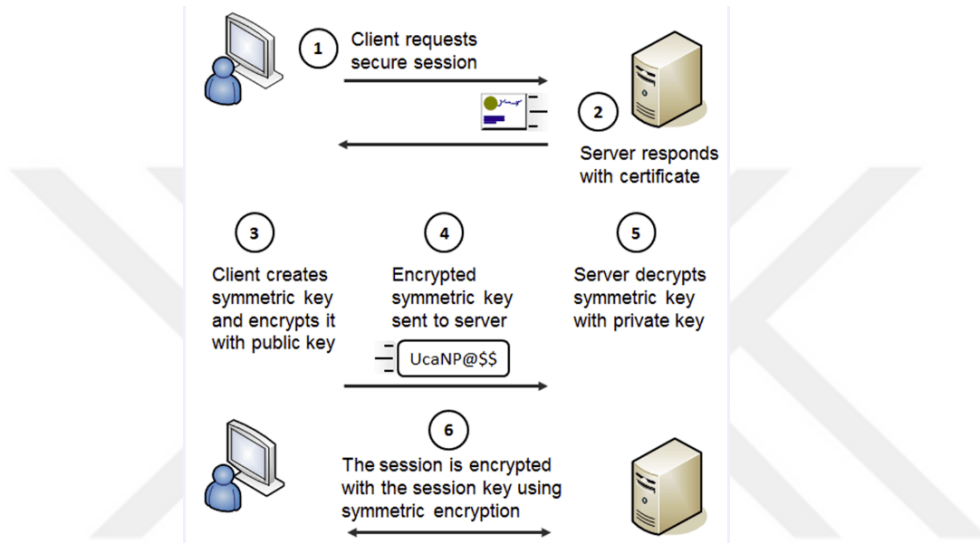 1
Client requests
secure session
2
Server responds
with certificate
3
Client creates
symmetric key
and encrypts it
with public key
4
Encrypted
symmetric key
sent to server
UcaNP@$$
5
Server decrypts
symmetric key
with private key
6
The session is encrypted
with the session key using
symmetric encryption